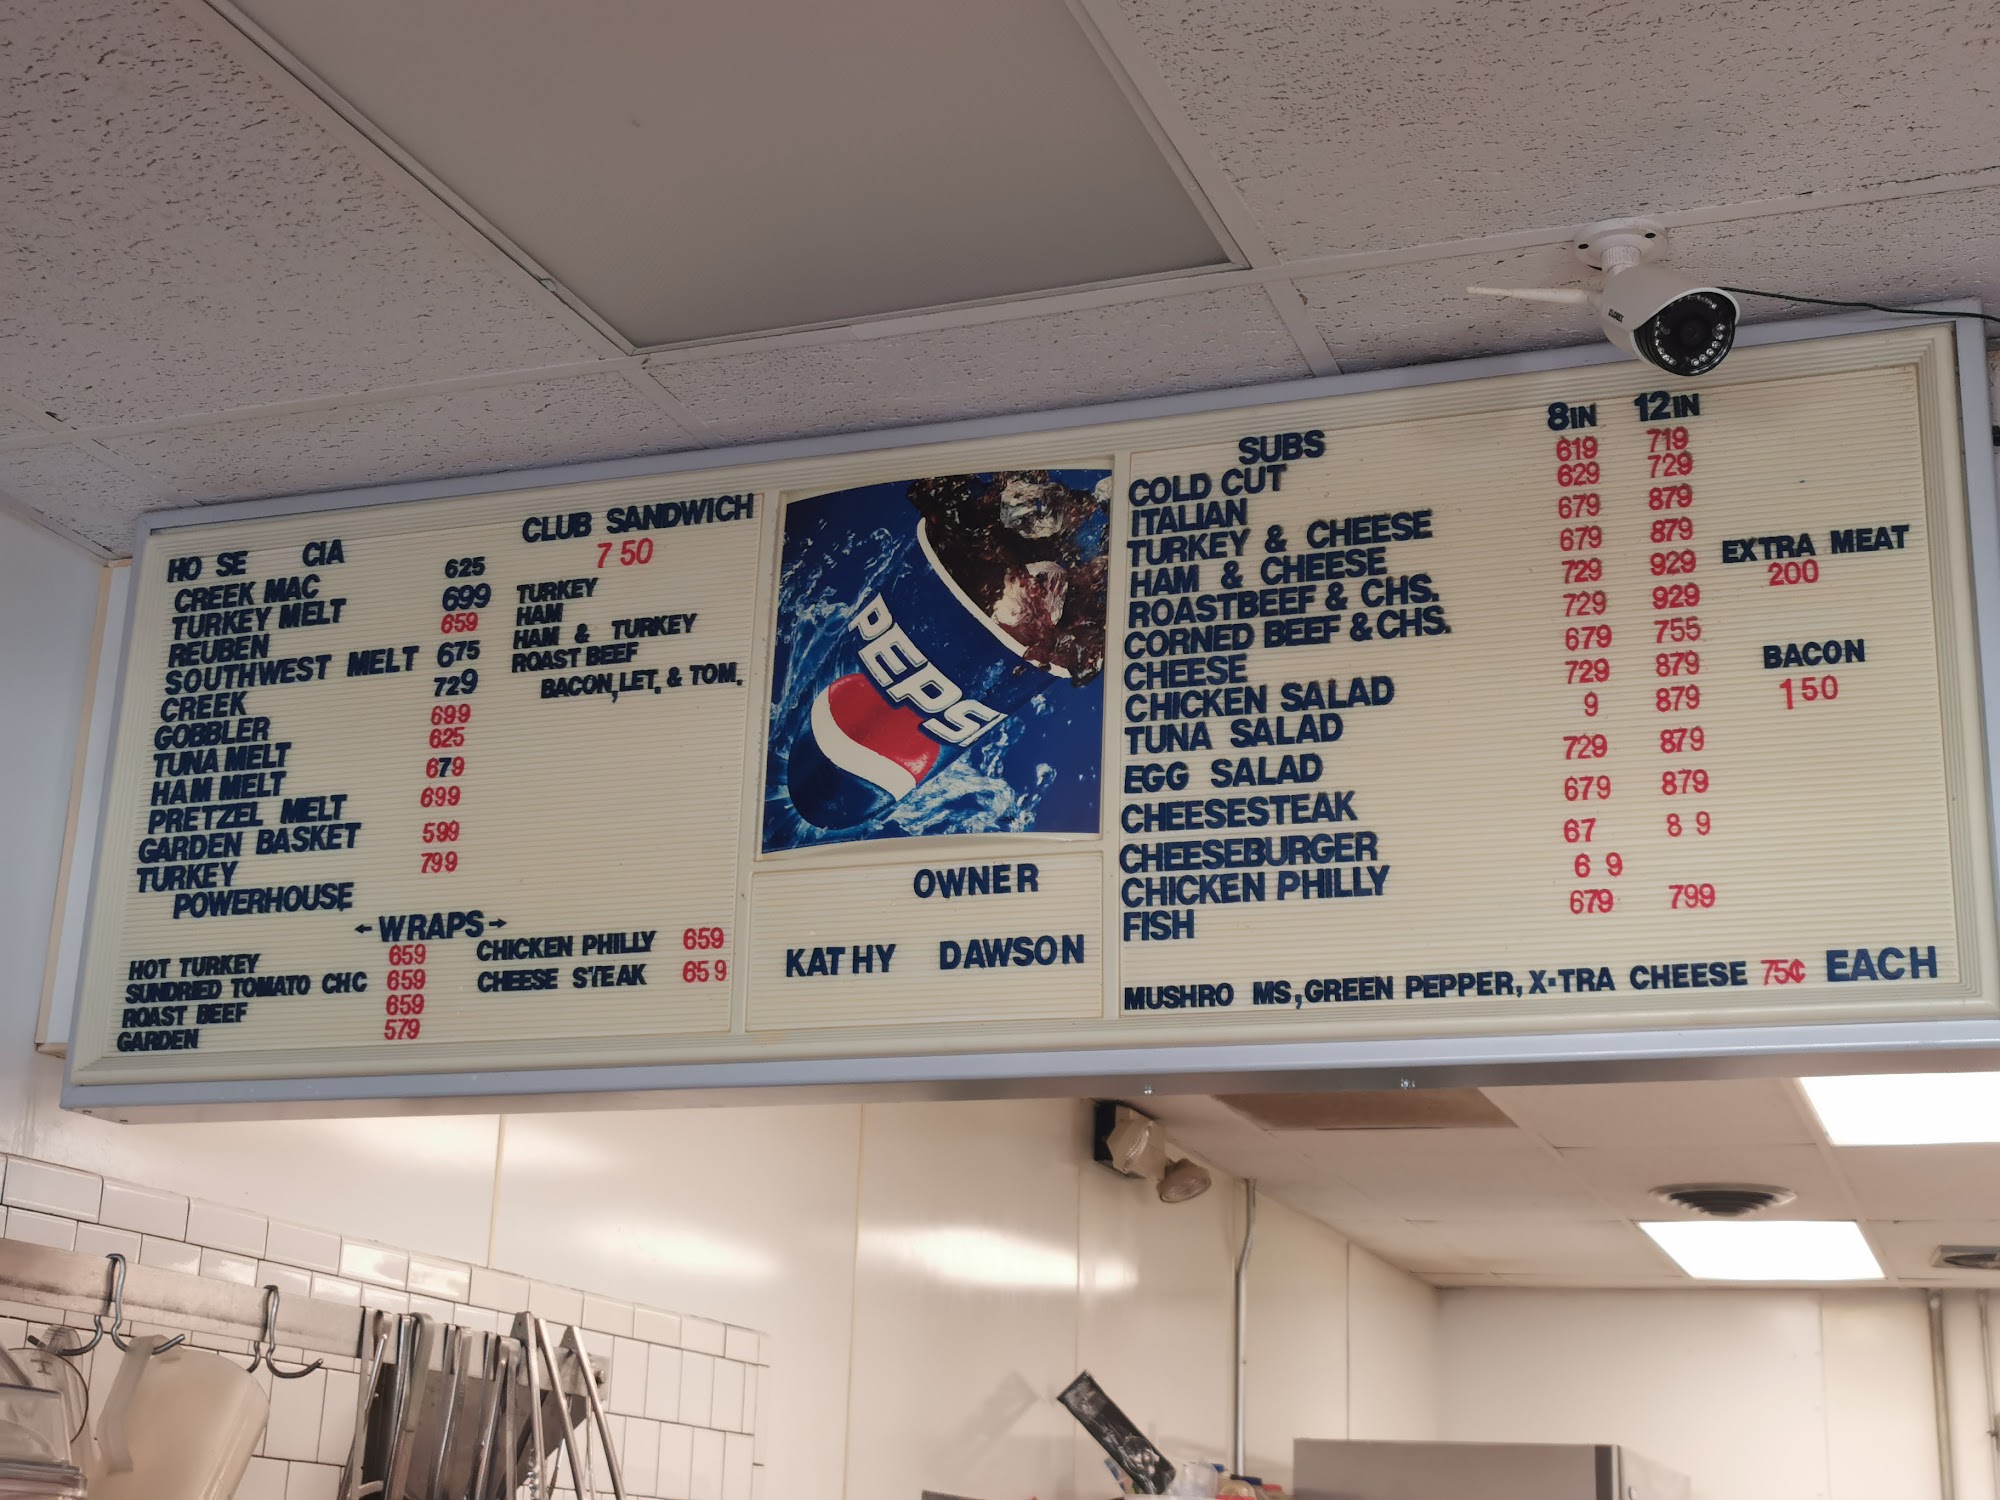 HO SE CIA
CREEK MAC 625
TURKEY MELT 699
REUBEN 659
SOUTHWEST MELT 675
CREEK 729
GOBBLER 699
TUNA MELT 625
HAM MELT 679
PRETZEL MELT 699
GARDEN BASKET 599
TURKEY 799
POWERHOUSE
CLUB SANDWICH
7 50
TURKEY
HAM
HAM & TURKEY
ROAST BEEF
BACON, LET, & TOM.
←WRAPS→
HOT TURKEY 659
SUNDRIED TOMATO CHC 659
ROAST BEEF 659
GARDEN 579
CHICKEN PHILLY 659
CHEESE STEAK 65 9
PEPSI
OWNER
KATHY DAWSON
8IN 12IN
SUBS
COLD CUT 619 719
ITALIAN 629 729
TURKEY & CHEESE 679 879
HAM & CHEESE 679 879
ROASTBEEF & CHS. 729 929
CORNED BEEF & CHS. 729 929
CHEESE 679 755
CHICKEN SALAD 729 879
TUNA SALAD 9 879
EGG SALAD 729 879
CHEESESTEAK 679 879
CHEESEBURGER 67 8 9
CHICKEN PHILLY 6 9
FISH 679 799
EXTRA MEAT
200
BACON
150
MUSHRO MS, GREEN PEPPER, X-TRA CHEESE 75¢ EACH
LOREX